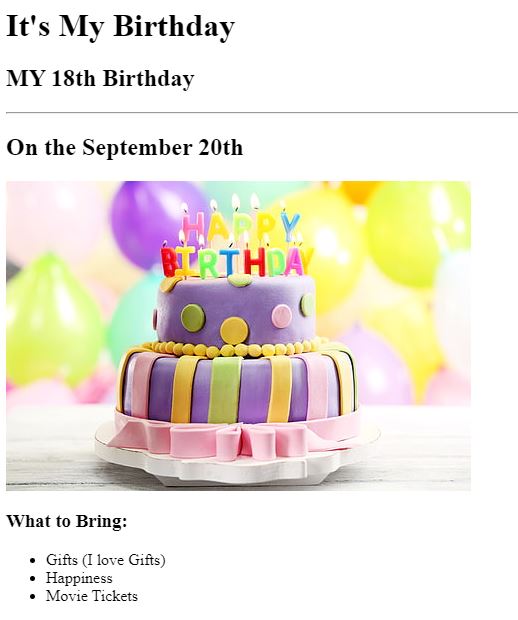 It's My Birthday
MY 18th Birthday
On the September 20th
HAPPY
BIRTHDAY
What to Bring:
Gifts (I love Gifts)
Happiness
Movie Tickets